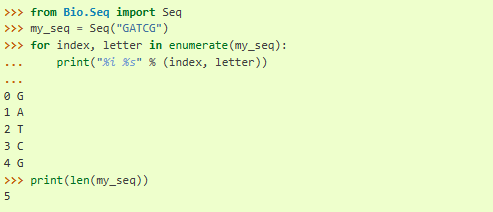 >>> from Bio.Seq import Seq
>>> my_seq = Seq("GATCG")
>>> for index, letter in enumerate(my_seq):
...     print("%i %s" % (index, letter))
...
0 G
1 A
2 T
3 C
4 G
>>> print(len(my_seq))
5